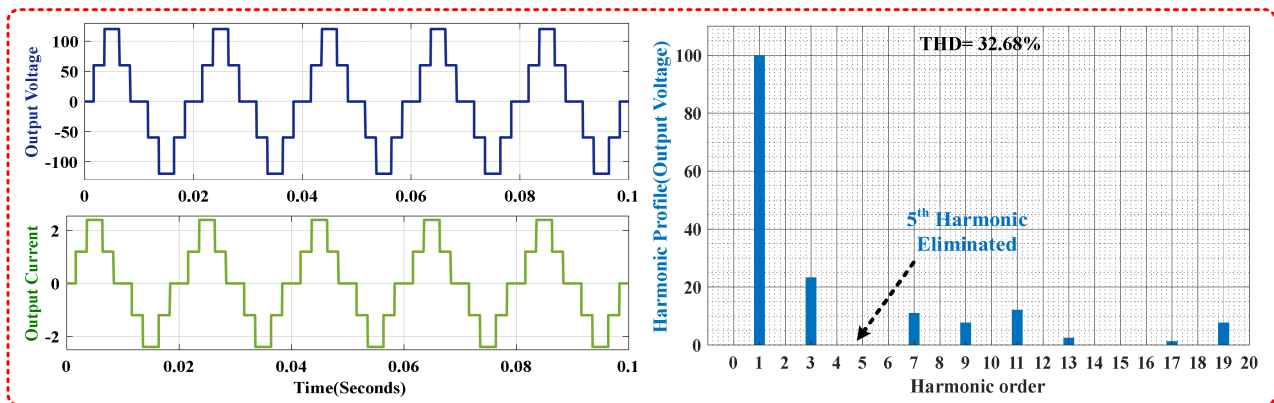 Output Voltage
100
50
0
-50
-100
0
0.02
0.04
0.06
0.08
0.1
Output Current
2
0
-2
0
0.02
0.04
0.06
0.08
0.1
Time(Seconds)
Harmonic Profile(Output Voltage)
THD= 32.68%
100
80
60
40
20
0
5th Harmonic
Eliminated
0 1 2 3 4 5 6 7 8 9 10 11 12 13 14 15 16 17 18 19 20
Harmonic order